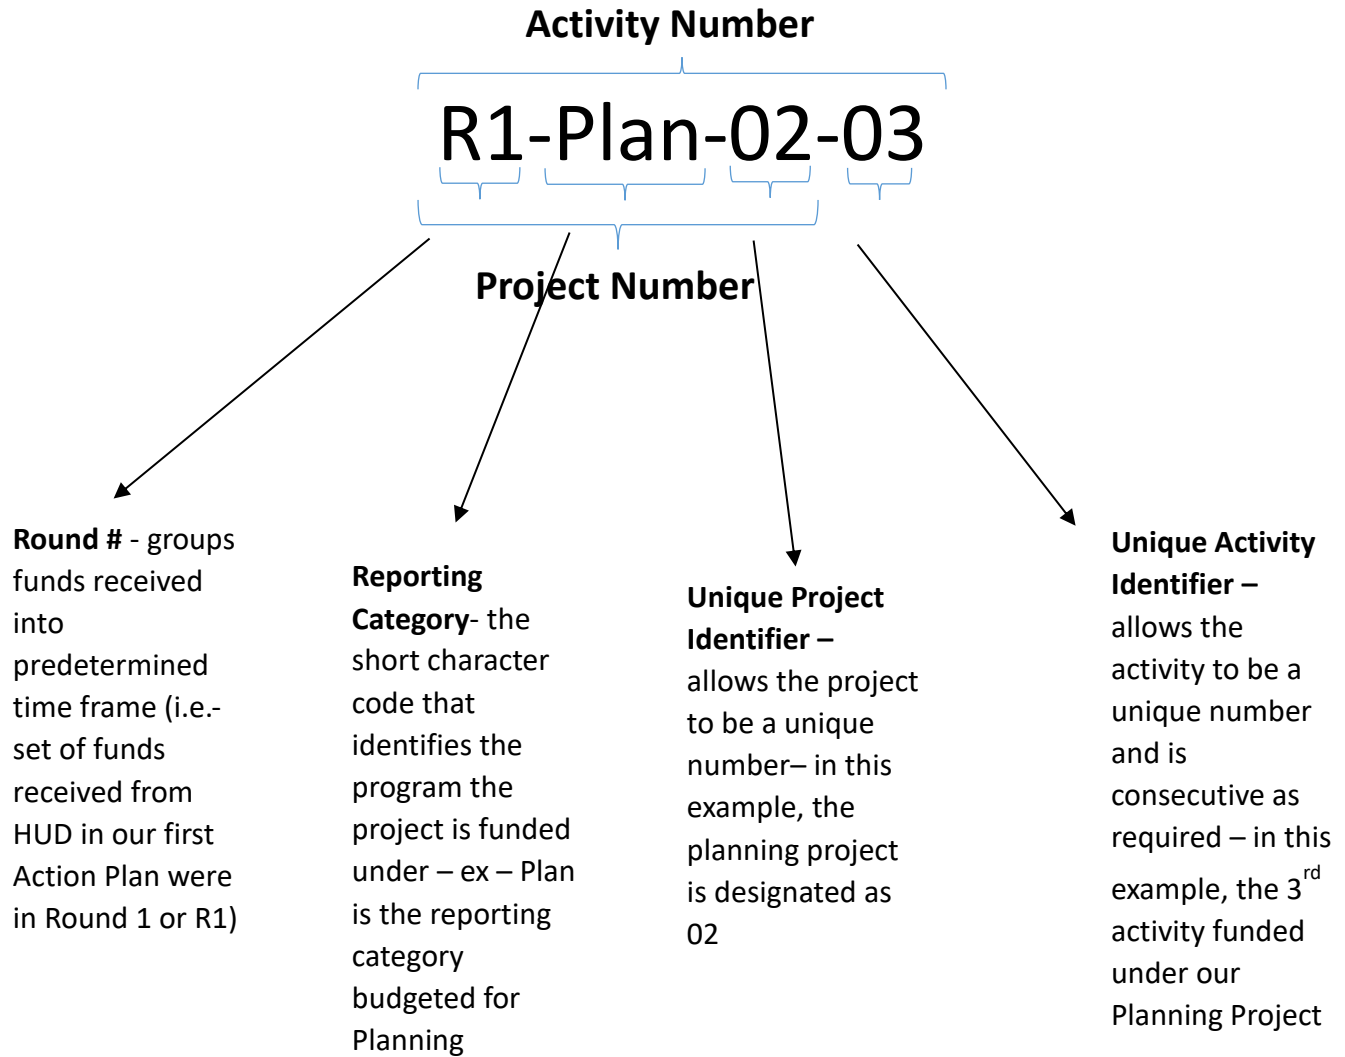 Activity Number
R1-Plan-02-03
Project Number
Round # - groups
funds received
into
predetermined
time frame (i.e.-
set of funds
received from
HUD in our first
Action Plan were
in Round 1 or R1)
Reporting
Category- the
short character
code that
identifies the
program the
project is funded
under – ex – Plan
is the reporting
category
budgeted for
Planning
Unique Project
Identifier –
allows the project
to be a unique
number– in this
example, the
planning project
is designated as
02
Unique Activity
Identifier –
allows the
activity to be a
unique number
and is
consecutive as
required – in this
example, the 3rd
activity funded
under our
Planning Project